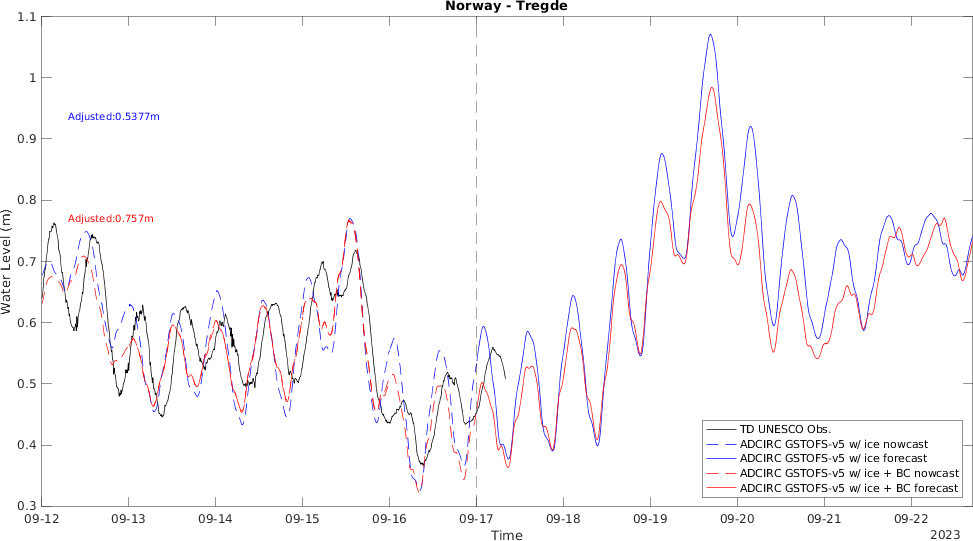 Norway - Tregde
1.1
1
0.9
0.8
0.7
0.6
0.5
0.4
0.3
Water Level (m)
Adjusted:0.5377m
Adjusted:0.757m
TD UNESCO Obs.
ADCIRC GSTOFS-v5 w/ ice nowcast
ADCIRC GSTOFS-v5 w/ ice forecast
ADCIRC GSTOFS-v5 w/ ice + BC nowcast
ADCIRC GSTOFS-v5 w/ ice + BC forecast
09-12 09-13 09-14 09-15 09-16 09-17 09-18 09-19 09-20 09-21 09-22
Time
2023